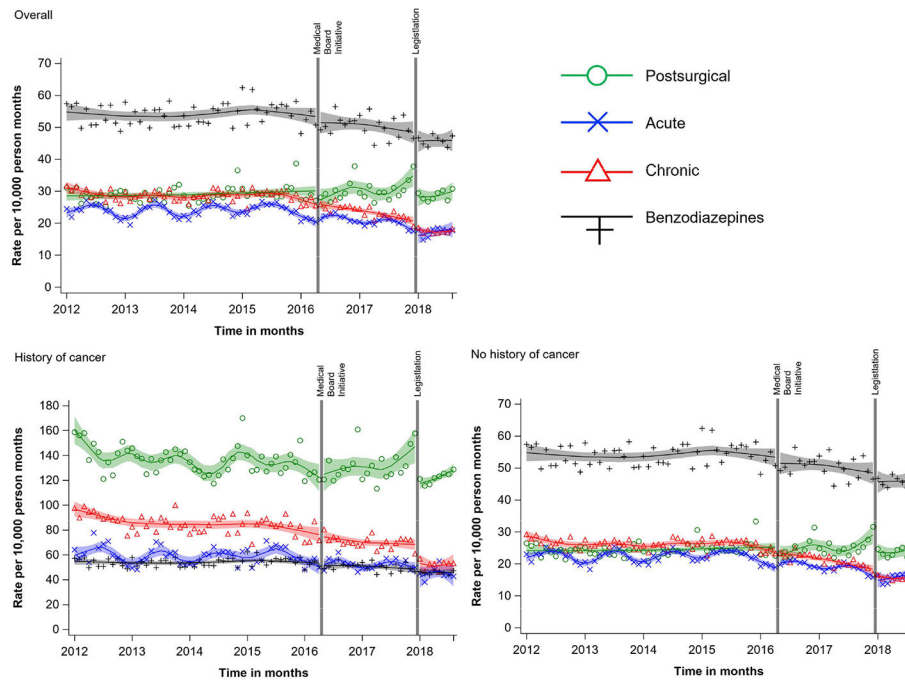 Overall
Medical
Board
Initiative
Legistlation
70
60
50
40
30
20
10
0
Rate per 10,000 person months
2012 2013 2014 2015 2016 2017 2018
Time in months
Postsurgical
Acute
Chronic
Benzodiazepines
History of cancer
Medical
Board
Initiative
Legistlation
180
160
140
120
100
80
60
40
20
0
Rate per 10,000 person months
2012 2013 2014 2015 2016 2017 2018
Time in months
No history of cancer
Medical
Board
Initiative
Legistlation
70
60
50
40
30
20
10
0
Rate per 10,000 person months
2012 2013 2014 2015 2016 2017 2018
Time in months